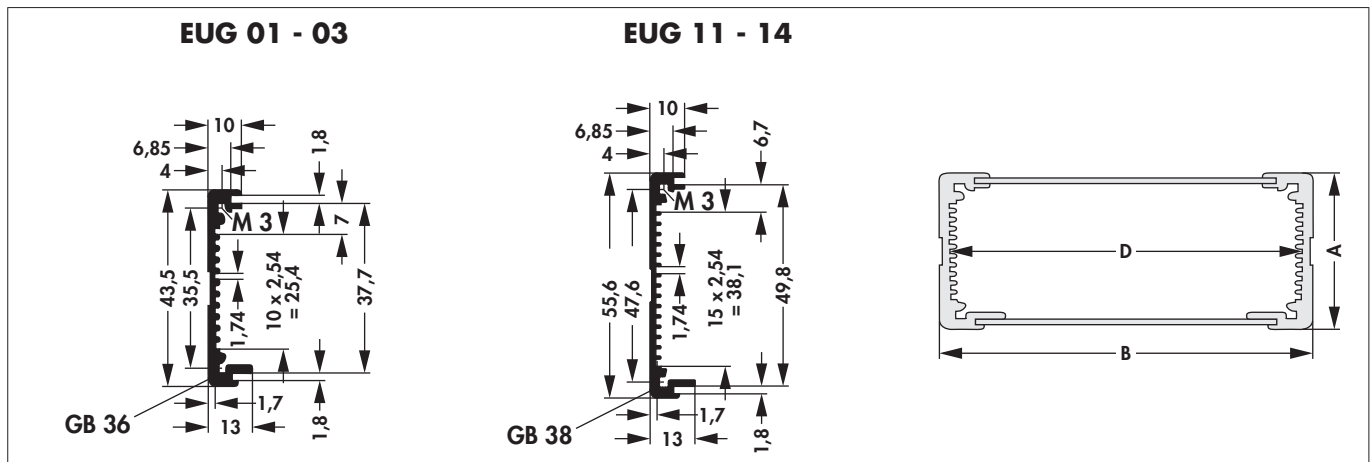 EUG 01 - 03
10
6,85
4
1,8
M 3
7
43,5
35,5
1,74
10 x 2,54
= 25,4
37,7
GB 36
1,7
13
1,8
EUG 11 - 14
10
6,85
4
6,7
M 3
55,6
47,6
1,74
15 x 2,54
= 38,1
49,8
GB 38
1,7
13
1,8
D
A
B